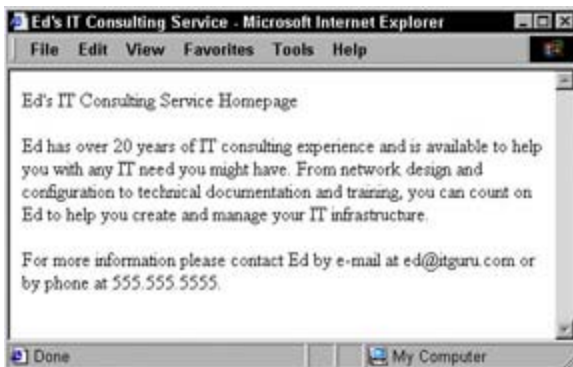 Ed's IT Consulting Service - Microsoft Internet Explorer
File Edit View Favorites Tools Help
Ed's IT Consulting Service Homepage
Ed has over 20 years of IT consulting experience and is available to help
you with any IT need you might have. From network design and
configuration to technical documentation and training, you can count on
Ed to help you create and manage your IT infrastructure.
For more information please contact Ed by e-mail at ed@itguru.com or
by phone at 555.555.5555.
Done My Computer